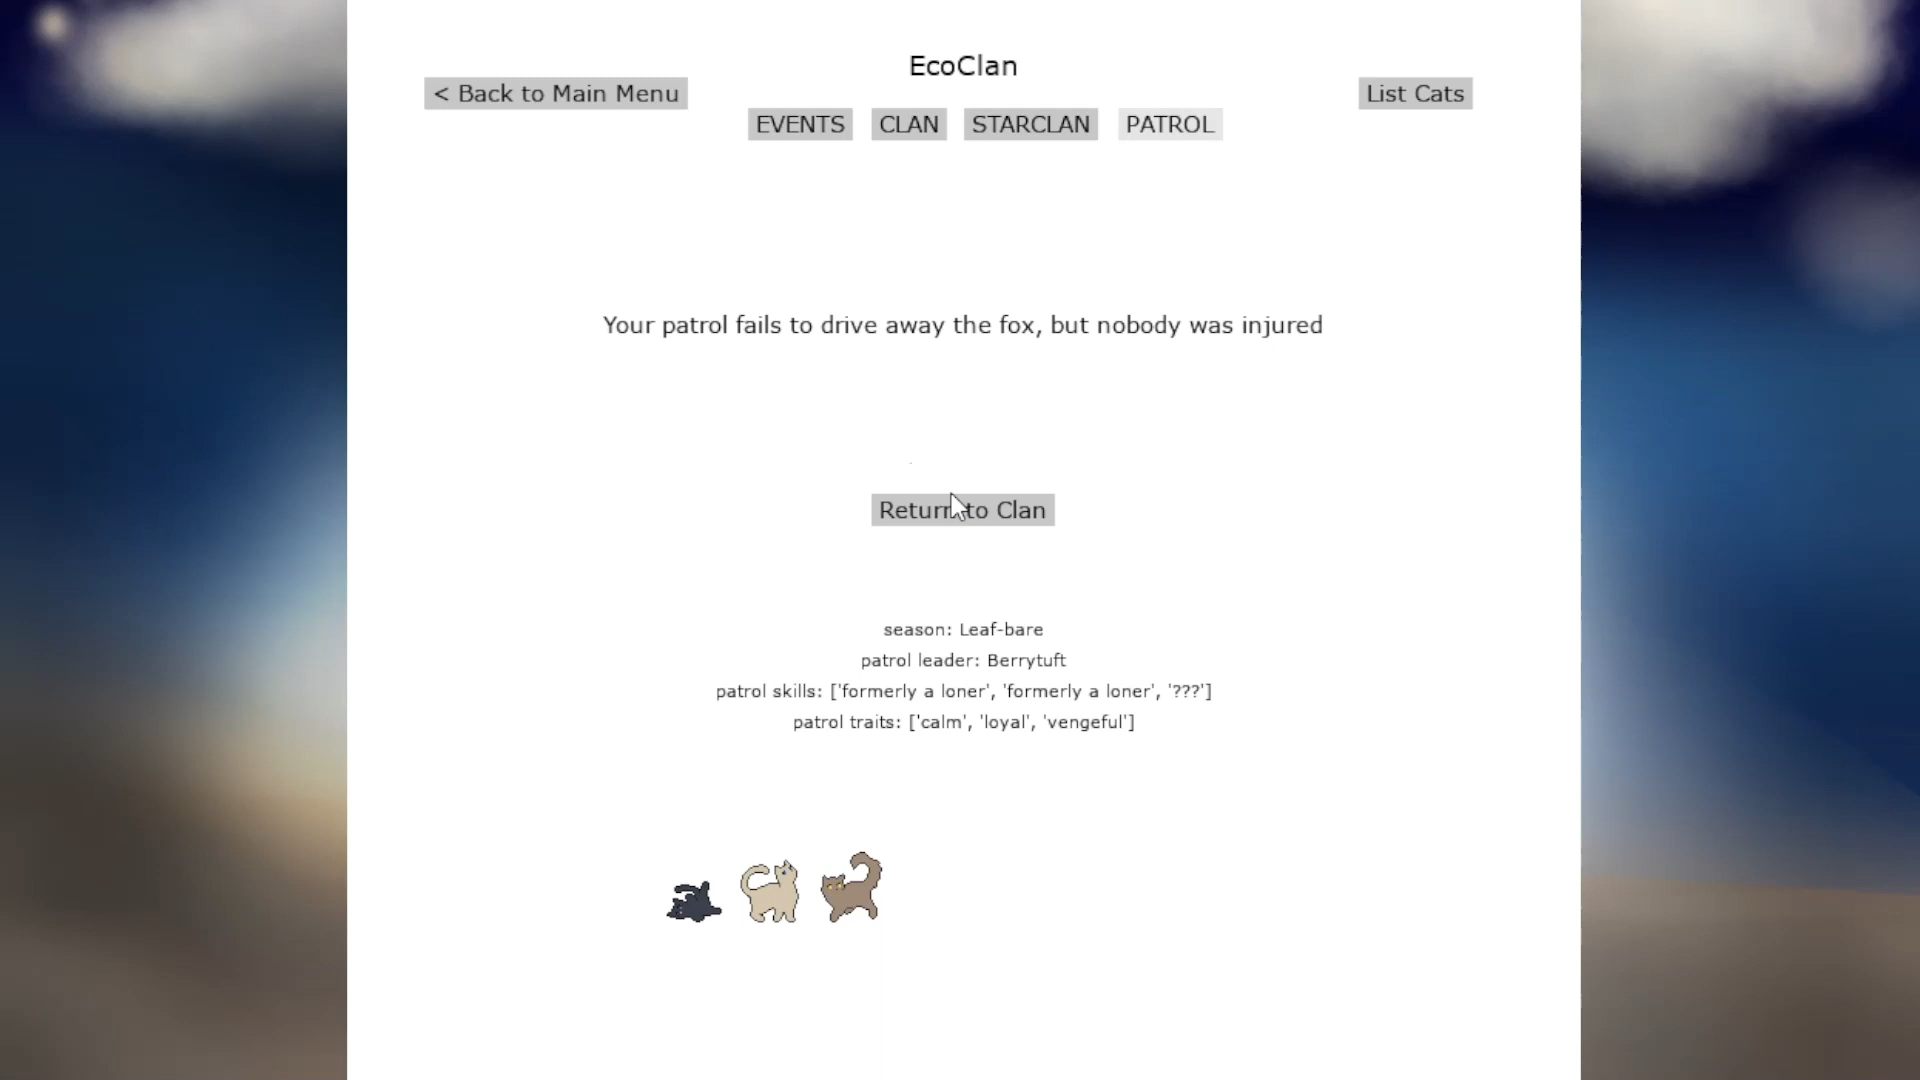 EcoClan
< Back to Main Menu
List Cats
EVENTS CLAN STARCLAN PATROL
Your patrol fails to drive away the fox, but nobody was injured
Return to Clan
season: Leaf-bare
patrol leader: Berrytuft
patrol skills: ['formerly a loner', 'formerly a loner', '???']
patrol traits: ['calm', 'loyal', 'vengeful']